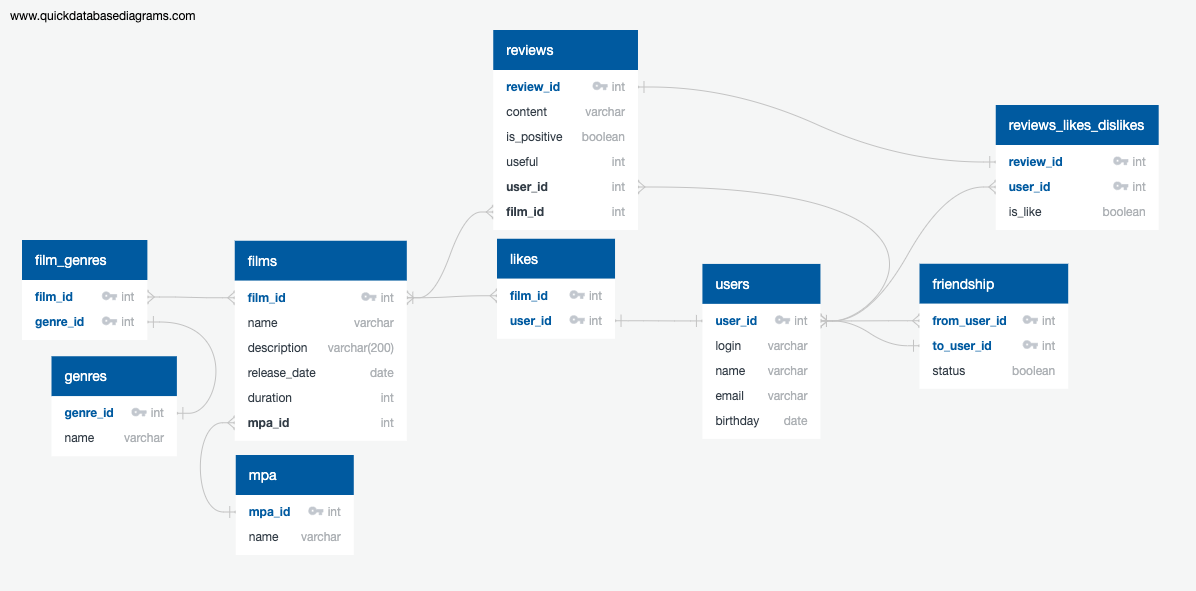 www.quickdatabasediagrams.com
reviews
review_id int
content varchar
is_positive boolean
useful int
user_id int
film_id int
reviews_likes_dislikes
review_id int
user_id int
is_like boolean
film_genres
film_id int
genre_id int
films
film_id int
name varchar
description varchar(200)
release_date date
duration int
mpa_id int
likes
film_id int
user_id int
users
user_id int
login varchar
name varchar
email varchar
birthday date
friendship
from_user_id int
to_user_id int
status boolean
genres
genre_id int
name varchar
mpa
mpa_id int
name varchar